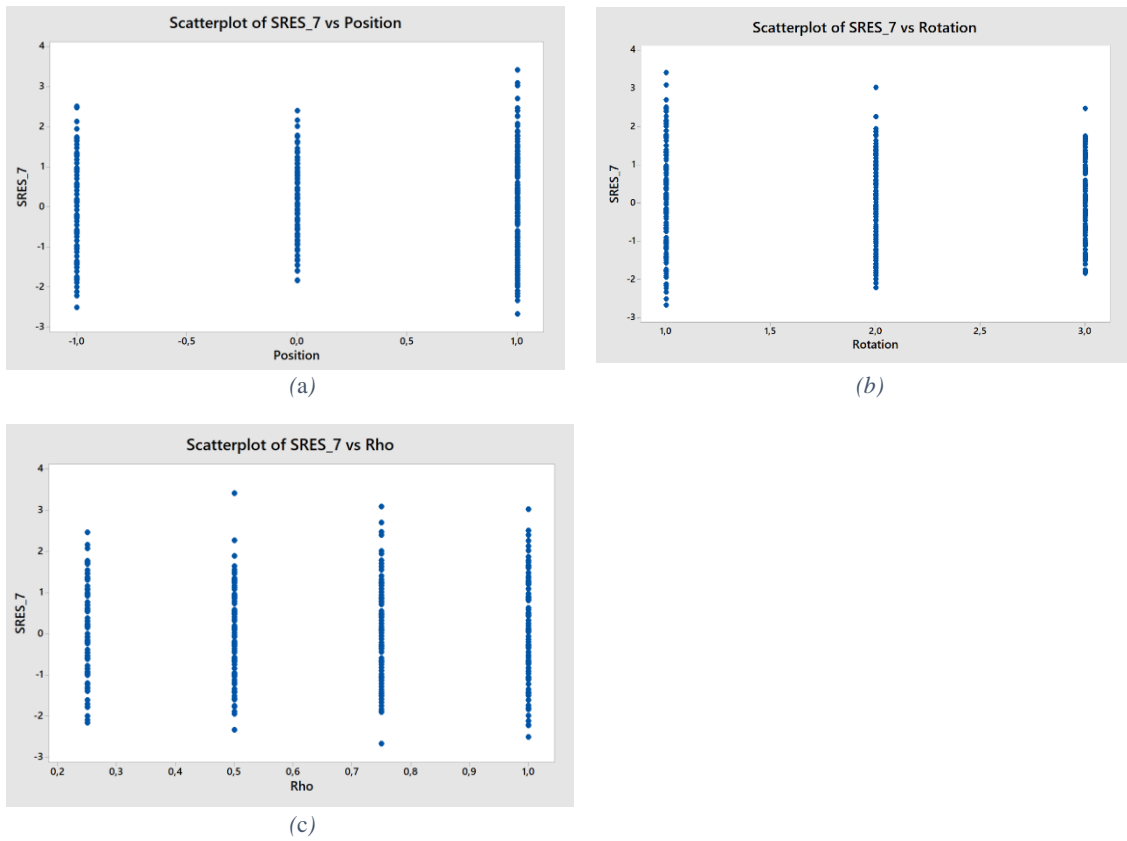 Scatterplot of SRES_7 vs Position
4
3
2
1
0
-1
-2
-3
SRES_7
-1,0 -0,5 0,0 0,5 1,0
Position
(a)
Scatterplot of SRES_7 vs Rotation
4
3
2
1
0
-1
-2
-3
SRES_7
1,0 1,5 2,0 2,5 3,0
Rotation
(b)
Scatterplot of SRES_7 vs Rho
4
3
2
1
0
-1
-2
-3
SRES_7
0,2 0,3 0,4 0,5 0,6 0,7 0,8 0,9 1,0
Rho
(c)